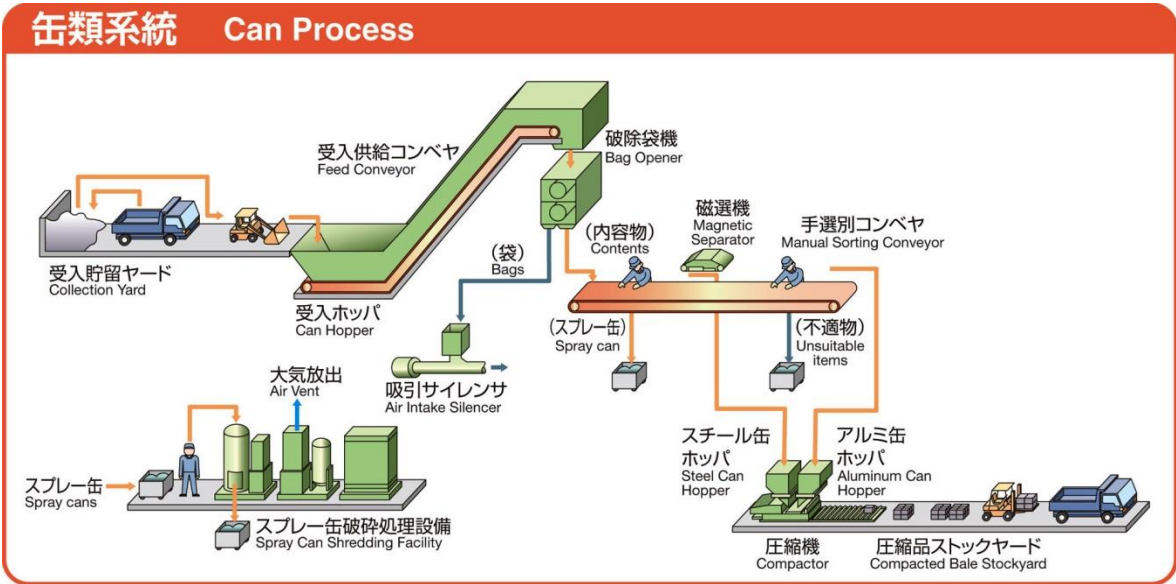 缶類系統 Can Process
受入供給コンベヤ
Feed Conveyor
破除袋機
Bag Opener
磁選機
Magnetic
Separator
手選別コンベヤ
Manual Sorting Conveyor
(内容物)
Contents
(袋)
Bags
受入貯留ヤード
Collection Yard
受入ホッパ
Can Hopper
(スプレー缶)
Spray can
(不適物)
Unsuitable
items
吸引サイレンサ
Air Intake Silencer
大気放出
Air Vent
スプレー缶
Spray cans
スプレー缶破砕処理設備
Spray Can Shredding Facility
スチール缶
ホッパ
Steel Can
Hopper
アルミ缶
ホッパ
Aluminum Can
Hopper
圧縮機
Compactor
圧縮品ストックヤード
Compacted Bale Stockyard